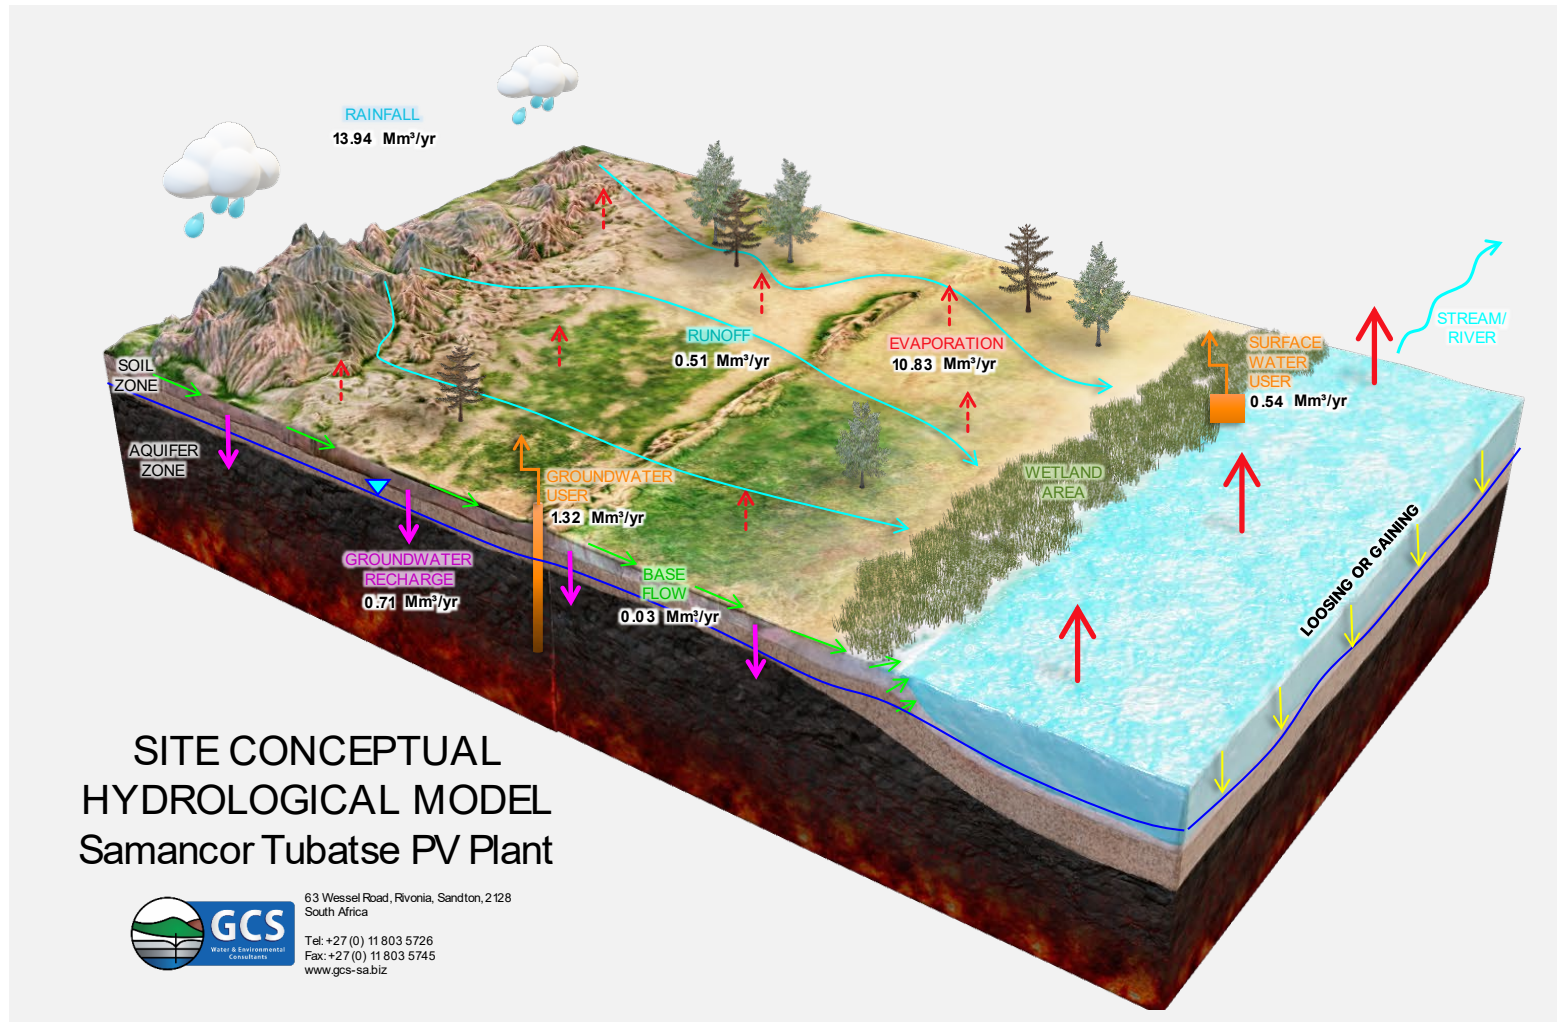 RAINFALL
13.94 Mm³/yr
STREAM/
RIVER
RUNOFF
0.51 Mm³/yr
EVAPORATION
10.83 Mm³/yr
SURFACE
WATER
USER
0.54 Mm³/yr
SOIL
ZONE
AQUIFER
ZONE
GROUNDWATER
USER
1.32 Mm³/yr
WETLAND
AREA
LOOSING OR GAINING
GROUNDWATER
RECHARGE
0.71 Mm³/yr
BASE
FLOW
0.03 Mm³/yr
SITE CONCEPTUAL
HYDROLOGICAL MODEL
Samancor Tubatse PV Plant
GCS
Water & Environmental
Consultants
63 Wessel Road, Rivonia, Sandton, 2128
South Africa
Tel: +27 (0) 11 803 5726
Fax: +27 (0) 11 803 5745
www.gcs-sa.biz